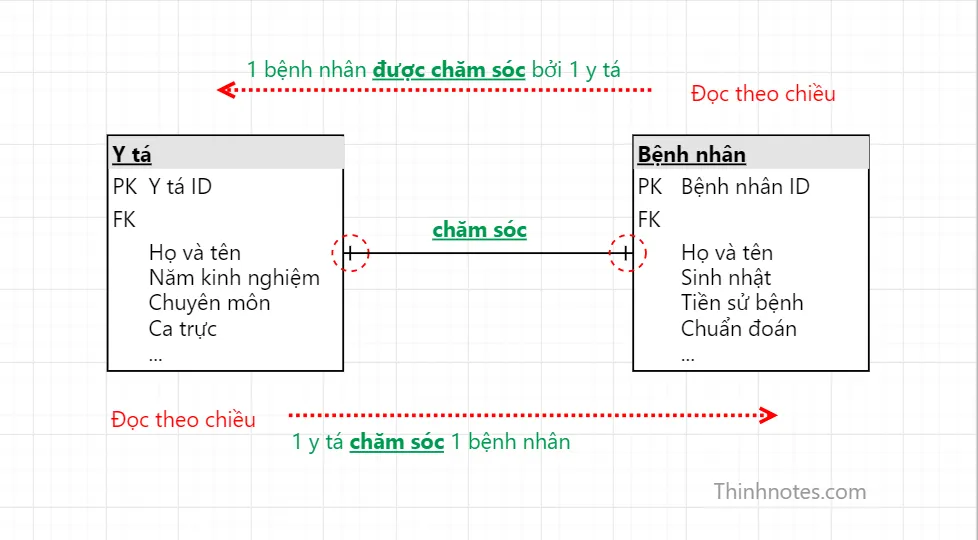 1 bệnh nhân được chăm sóc bởi 1 y tá
Đọc theo chiều
Y tá
PK Y tá ID
FK
Họ và tên
Năm kinh nghiệm
Chuyên môn
Ca trực
...
chăm sóc
Bệnh nhân
PK Bệnh nhân ID
FK
Họ và tên
Sinh nhật
Tiền sử bệnh
Chuẩn đoán
...
Đọc theo chiều
1 y tá chăm sóc 1 bệnh nhân
Thinhnotes.com